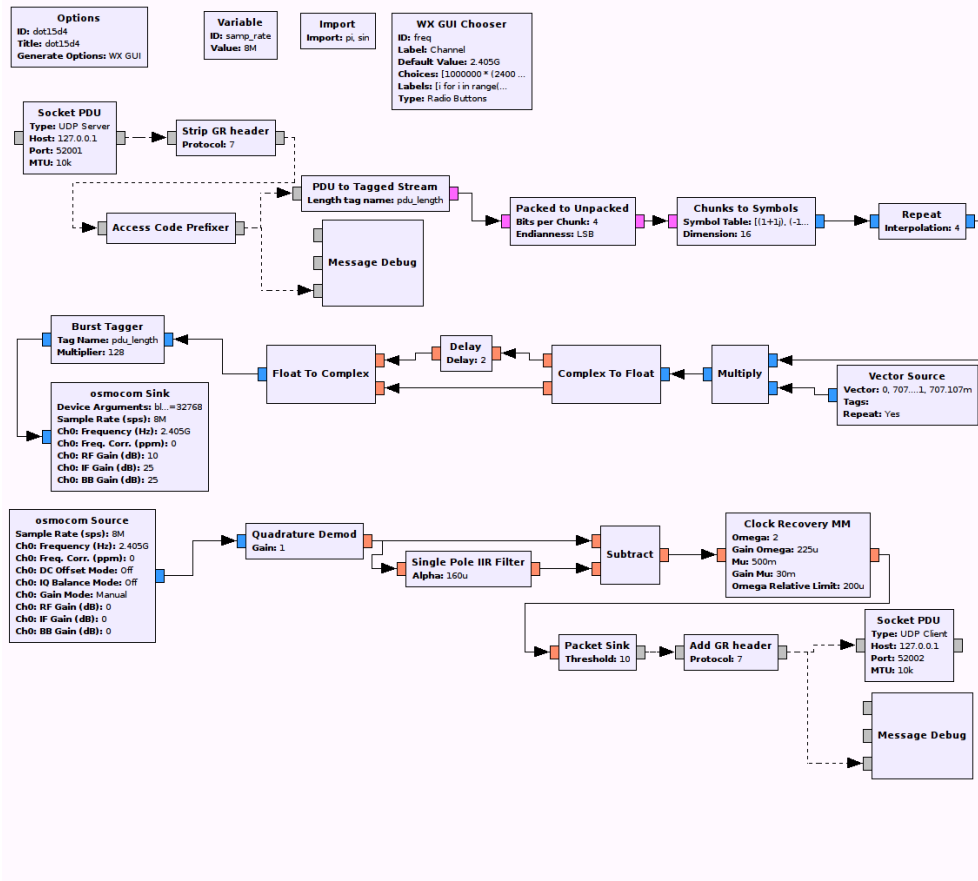 Options
ID: dot15d4
Title: dot15d4
Generate Options: WX GUI
Variable
ID: samp_rate
Value: 8M
Import
Import: pi, sin
WX GUI Chooser
ID: freq
Label: Channel
Default Value: 2.405G
Choices: [1000000 * (2400 ...
Labels: [i for i in range(...
Type: Radio Buttons
Socket PDU
Type: UDP Server
Host: 127.0.0.1
Port: 52001
MTU: 10k
Strip GR header
Protocol: 7
Access Code Prefixer
PDU to Tagged Stream
Length tag name: pdu_length
Message Debug
Packed to Unpacked
Bits per Chunk: 4
Endianness: LSB
Chunks to Symbols
Symbol Table: [(1+1j), (-1...
Dimension: 16
Repeat
Interpolation: 4
Burst Tagger
Tag Name: pdu_length
Multiplier: 128
Float To Complex
Delay
Delay: 2
Complex To Float
Multiply
Vector Source
Vector: 0, 707....1, 707.107m
Tags:
Repeat: Yes
osmocom Sink
Device Arguments: bl...=32768
Sample Rate (sps): 8M
Ch0: Frequency (Hz): 2.405G
Ch0: Freq. Corr. (ppm): 0
Ch0: RF Gain (dB): 10
Ch0: IF Gain (dB): 25
Ch0: BB Gain (dB): 25
osmocom Source
Sample Rate (sps): 8M
Ch0: Frequency (Hz): 2.405G
Ch0: Freq. Corr. (ppm): 0
Ch0: DC Offset Mode: Off
Ch0: IQ Balance Mode: Off
Ch0: Gain Mode: Manual
Ch0: RF Gain (dB): 0
Ch0: IF Gain (dB): 0
Ch0: BB Gain (dB): 0
Quadrature Demod
Gain: 1
Single Pole IIR Filter
Alpha: 160u
Subtract
Clock Recovery MM
Omega: 2
Gain Omega: 225u
Mu: 500m
Gain Mu: 30m
Omega Relative Limit: 200u
Packet Sink
Threshold: 10
Add GR header
Protocol: 7
Socket PDU
Type: UDP Client
Host: 127.0.0.1
Port: 52002
MTU: 10k
Message Debug